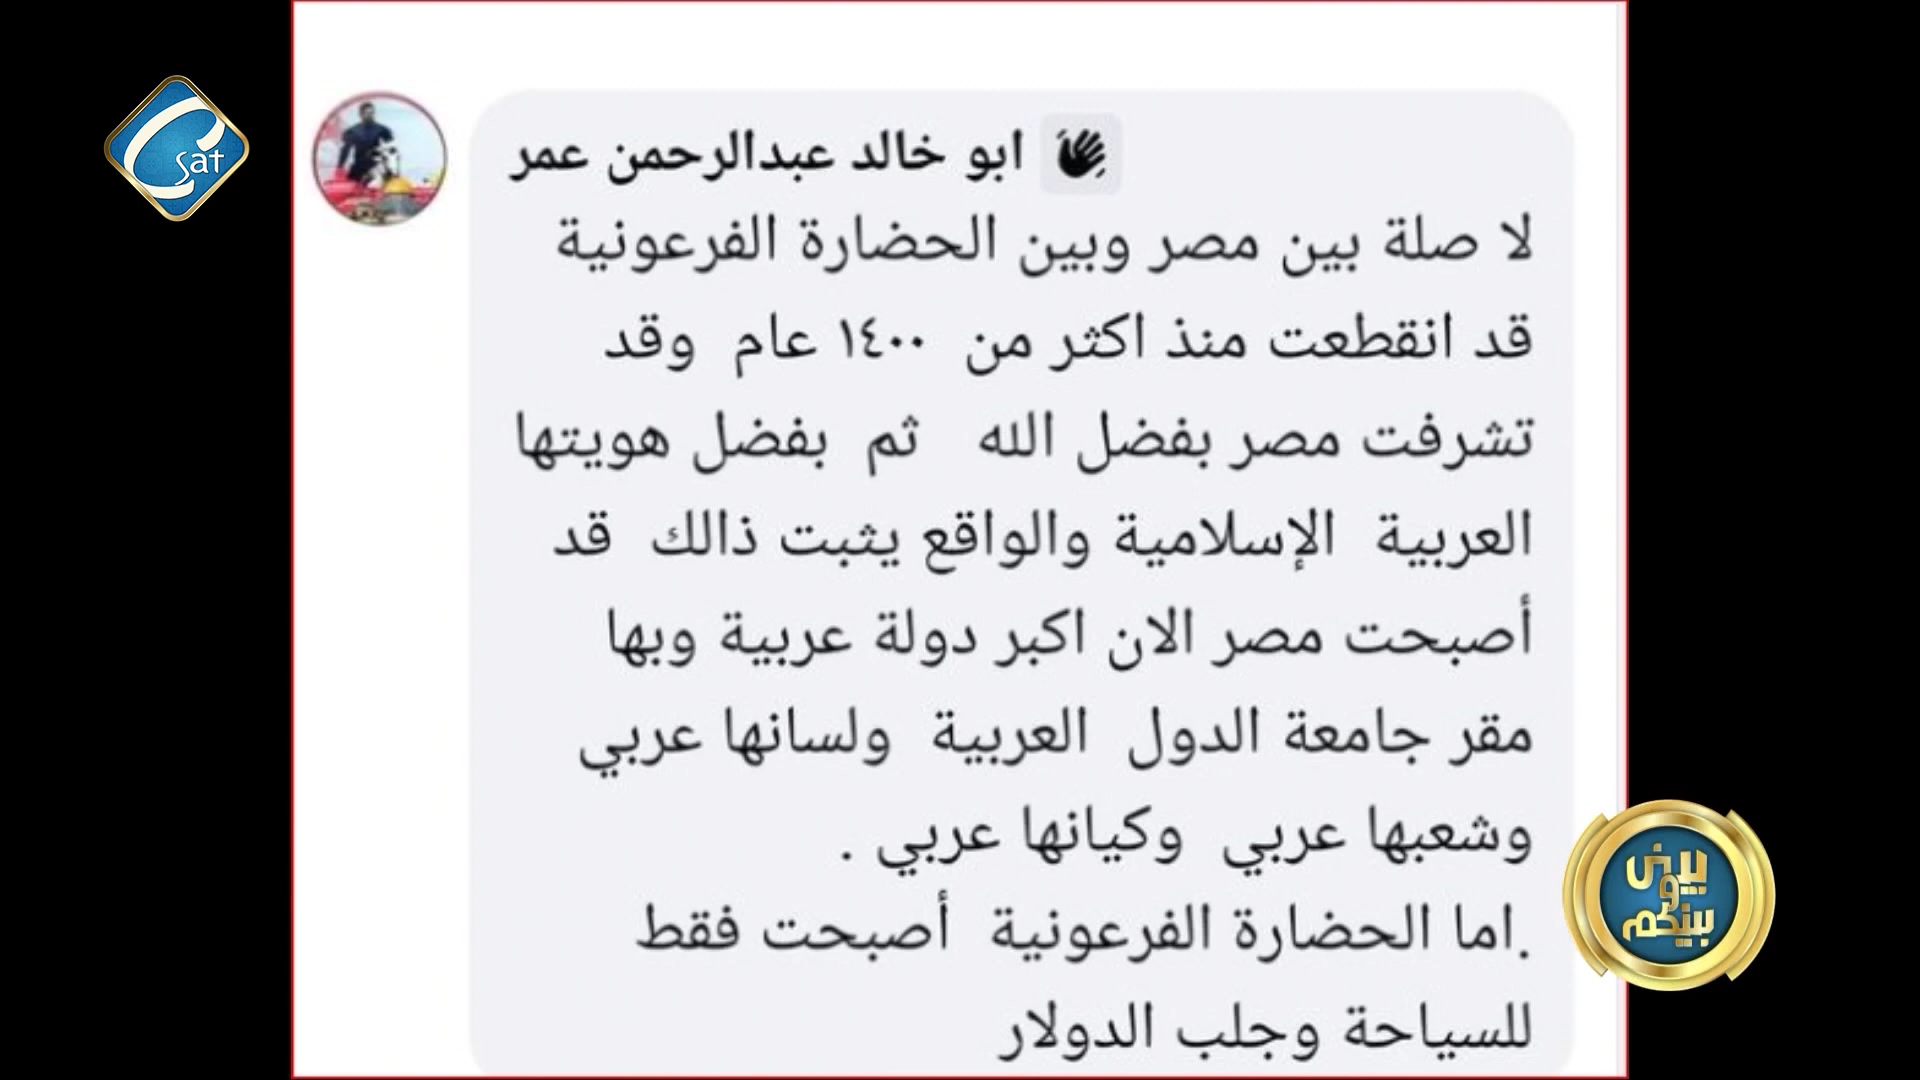 C sat
ابو خالد عبدالرحمن عمر
لا صلة بين مصر وبين الحضارة الفرعونية
قد انقطعت منذ اكثر من ١٤٠٠ عام وقد
تشرفت مصر بفضل الله ثم بفضل هويتها
العربية الإسلامية والواقع يثبت ذالك قد
أصبحت مصر الان اكبر دولة عربية وبها
مقر جامعة الدول العربية ولسانها عربي
وشعبها عربي وكيانها عربي .
.اما الحضارة الفرعونية أصبحت فقط
للسياحة وجلب الدولار
بيني
و
بينكم